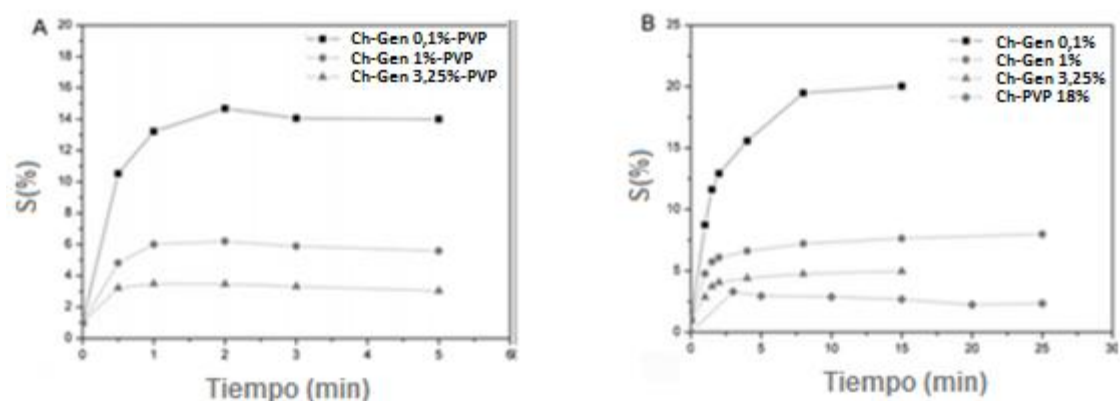 A
Ch-Gen 0,1%-PVP
Ch-Gen 1%-PVP
Ch-Gen 3,25%-PVP
S(%)
20
18
16
14
12
10
8
6
4
2
0
0 1 2 3 4 5 6
Tiempo (min)
B
Ch-Gen 0,1%
Ch-Gen 1%
Ch-Gen 3,25%
Ch-PVP 18%
S(%)
25
20
15
10
5
0
0 5 10 15 20 25 30
Tiempo (min)